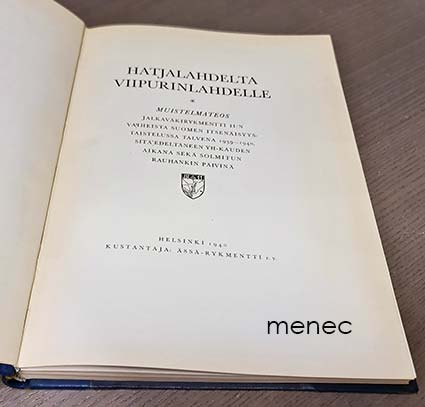 HATJALAHDELTA
VIIPURINLAHDELLE
*
MUISTELMATEOS
JALKAVÄKIRYKMENTTI 11:N
VAIHEISTA SUOMEN ITSENÄISYYS-
TAISTELUSSA TALVENA 1939–1940,
SITÄ EDELTÄNEEN YH-KAUDEN
AIKANA SEKÄ SOLMITUN
RAUHANKIN PÄIVINÄ
HELSINKI 1940
KUSTANTAJA: ÄSSÄ-RYKMENTTI r.y.
menec